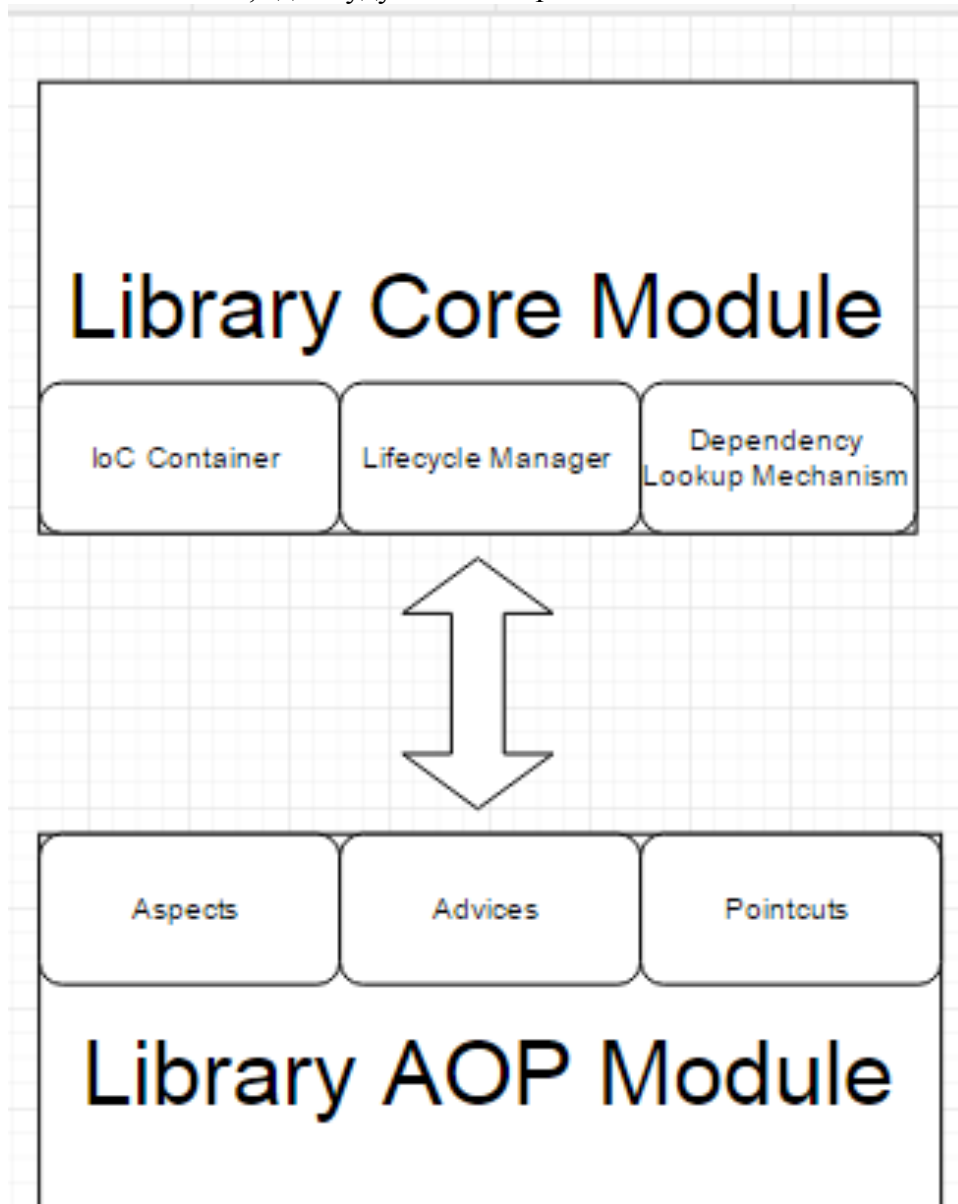 Library Core Module
IoC Container
Lifecycle Manager
Dependency
Lookup Mechanism
Aspects
Advices
Pointcuts
Library AOP Module